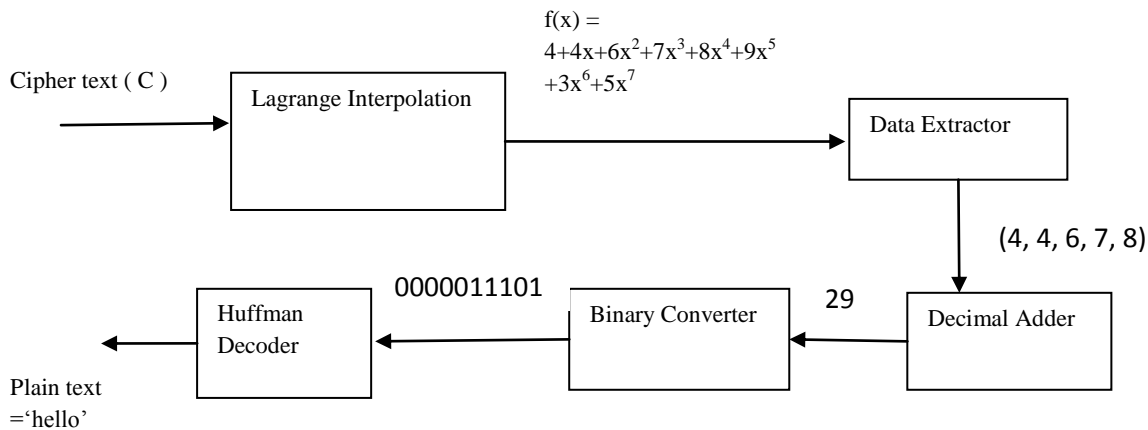 f(x) =
4+4x+6x²+7x³+8x⁴+9x⁵
+3x⁶+5x⁷
Cipher text ( C )
Lagrange Interpolation
Data Extractor
(4, 4, 6, 7, 8)
Decimal Adder
29
Binary Converter
0000011101
Huffman
Decoder
Plain text
=‘hello’